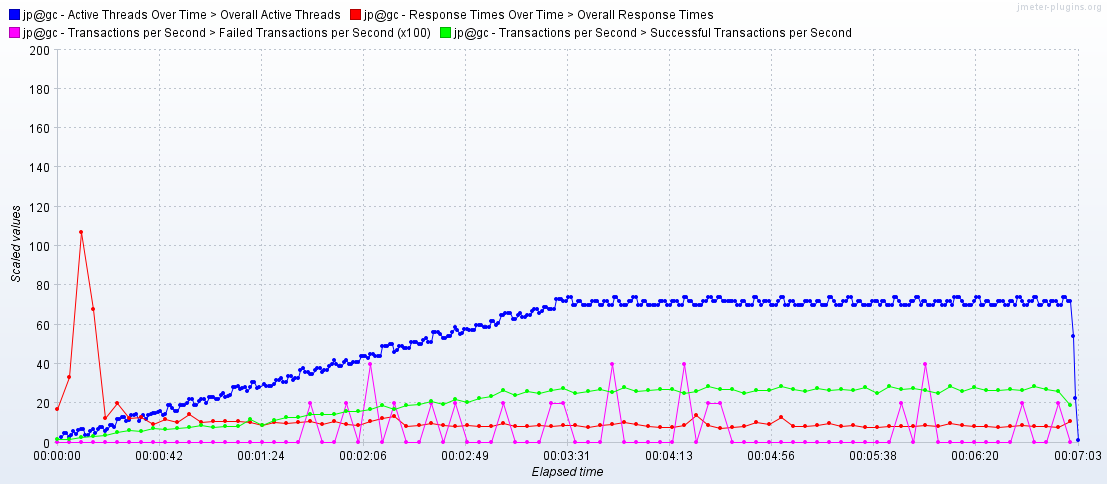 jp@gc - Active Threads Over Time > Overall Active Threads jp@gc - Response Times Over Time > Overall Response Times
jmeter-plugins.org
jp@gc - Transactions per Second > Failed Transactions per Second (x100) jp@gc - Transactions per Second > Successful Transactions per Second
200
180
160
140
120
100
80
60
40
20
0
Scaled values
00:00:00 00:00:42 00:01:24 00:02:06 00:02:49 00:03:31 00:04:13 00:04:56 00:05:38 00:06:20 00:07:03
Elapsed time